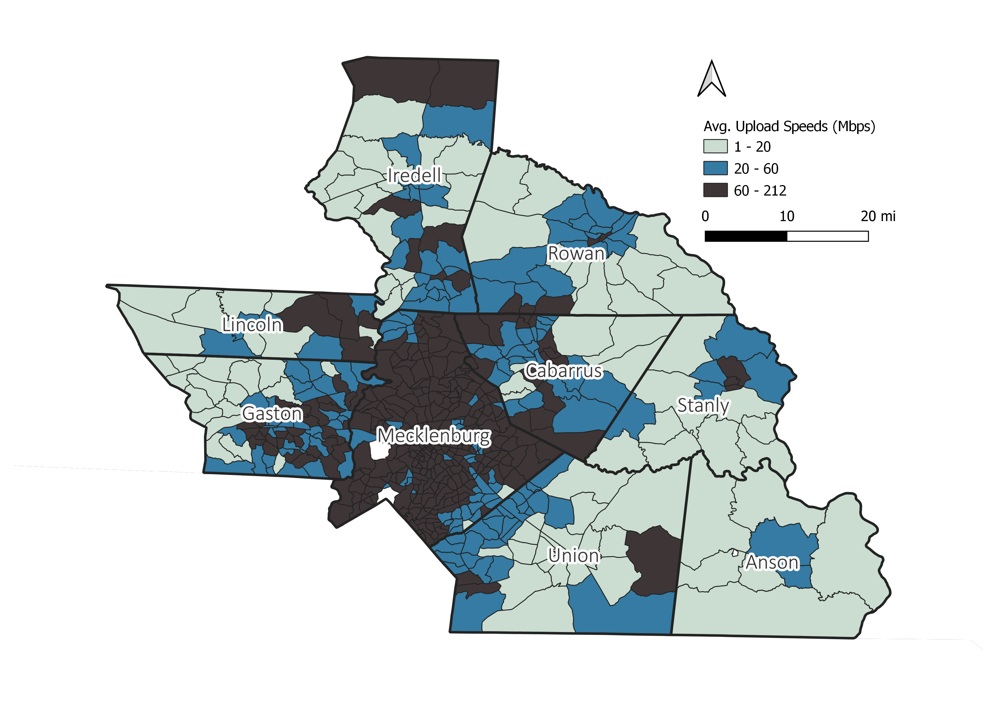 Avg. Upload Speeds (Mbps)
1 - 20
20 - 60
60 - 212
0 10 20 mi
Iredell
Rowan
Lincoln
Cabarrus
Stanly
Gaston
Mecklenburg
Union
Anson